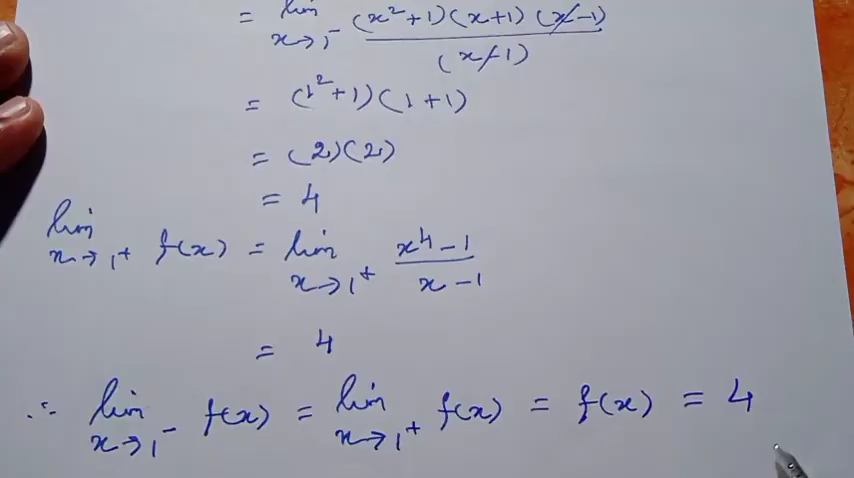 = lim x→1⁻ (x²+1)(x+1)(x-1) / (x-1)
= (1²+1)(1+1)
= (2)(2)
= 4
lim x→1⁺ f(x) = lim x→1⁺ x⁴-1 / x-1
= 4
∴ lim x→1⁻ f(x) = lim x→1⁺ f(x) = f(x) = 4